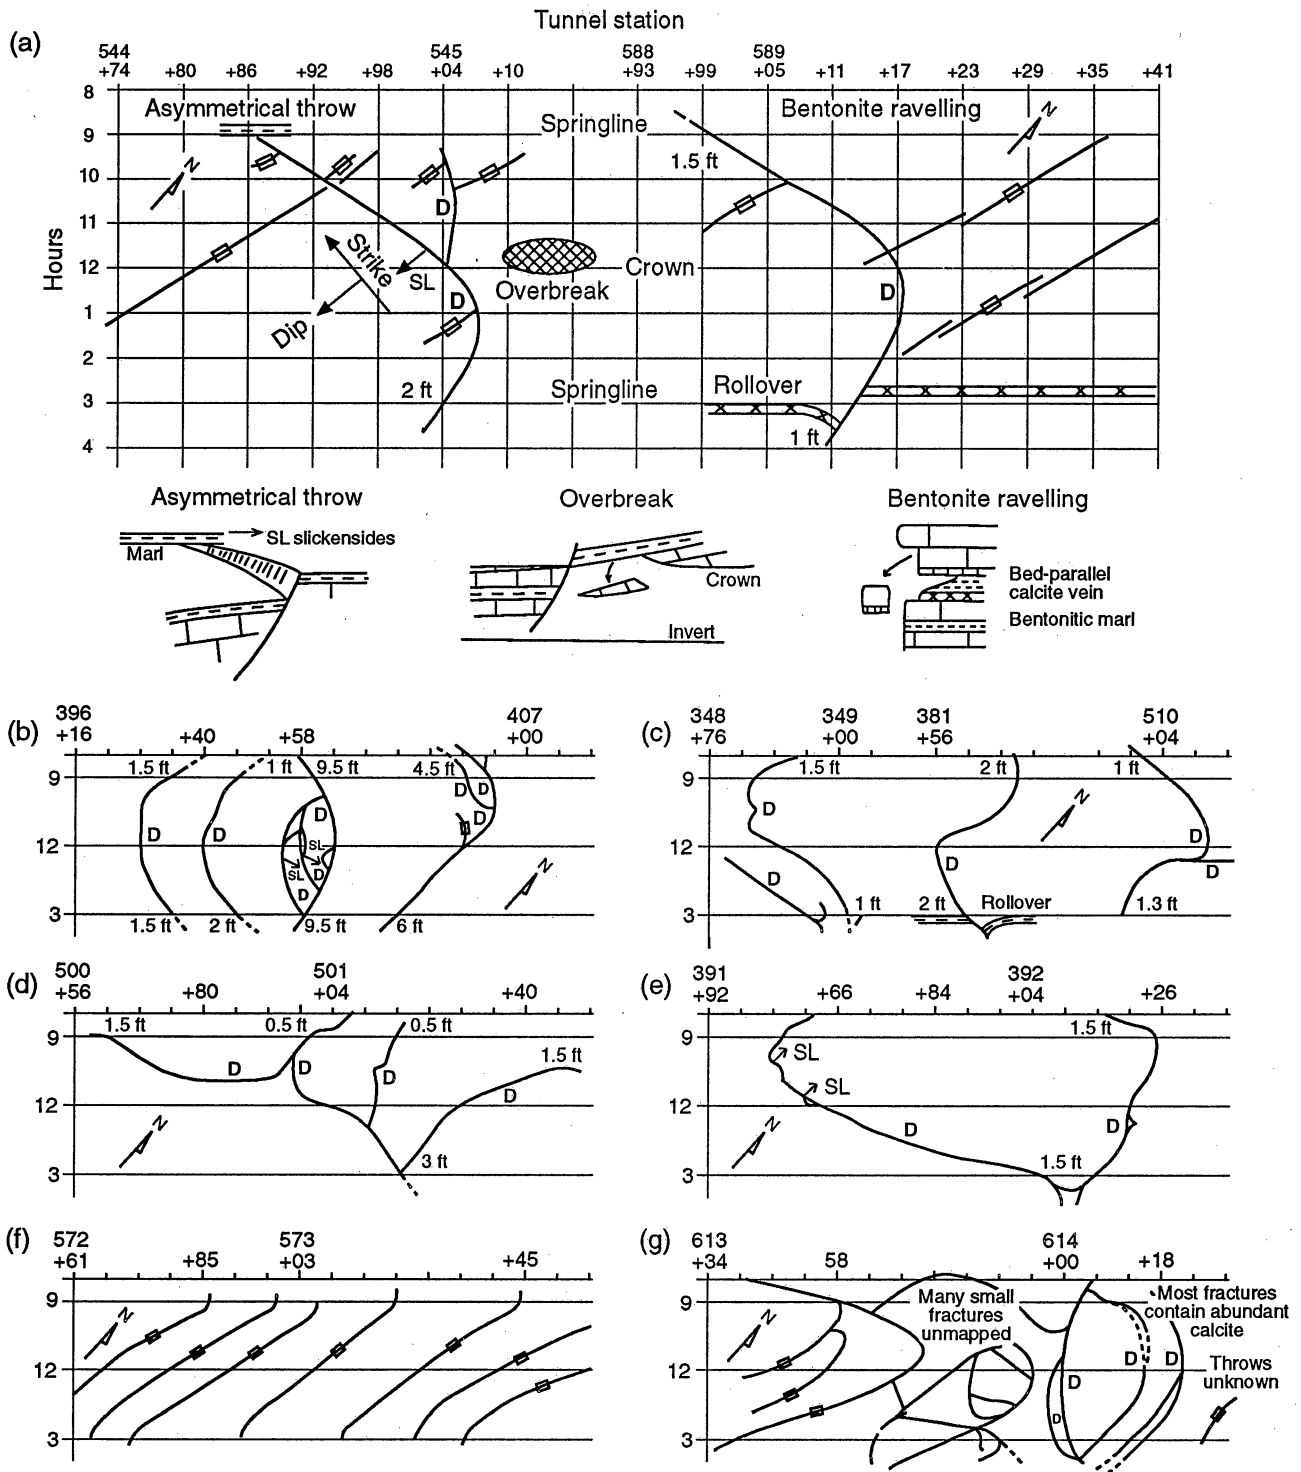 Tunnel station
(a)
544 545 588 589
+74 +80 +86 +92 +98 +04 +10 +93 +99 +05 +11 +17 +23 +29 +35 +41
Hours
8
9
10
11
12
1
2
3
4
Asymmetrical throw
Springline
Bentonite ravelling
N
N
1.5 ft
D
Strike
SL
Crown
Overbreak
D
D
Dip
2 ft
Springline
Rollover
1 ft
Asymmetrical throw
Overbreak
Bentonite ravelling
SL slickensides
Marl
Crown
Invert
Bed-parallel
calcite vein
Bentonitic marl
(b)
396 407
+16 +40 +58 +00
9
12
3
1.5 ft 1 ft 9.5 ft 4.5 ft
D D
D D
D D
SL
SL D
D
N
1.5 ft 2 ft 9.5 ft 6 ft
(c)
348 349 381 510
+76 +00 +56 +04
9
12
3
1.5 ft 2 ft 1 ft
D
N
D
D
D
D
1 ft 2 ft Rollover 1.3 ft
(d)
500 501
+56 +80 +04 +40
9
12
3
1.5 ft 0.5 ft 0.5 ft
1.5 ft
D D D
D
N
3 ft
(e)
391 392
+92 +66 +84 +04 +26
9
12
3
1.5 ft
SL
SL
D D
N
1.5 ft
(f)
572 573
+61 +85 +03 +45
9
12
3
N
(g)
613 614
+34 58 +00 +18
9
12
3
N
Many small
fractures
unmapped
Most fractures
contain abundant
calcite
D D
D
D
Throws
unknown